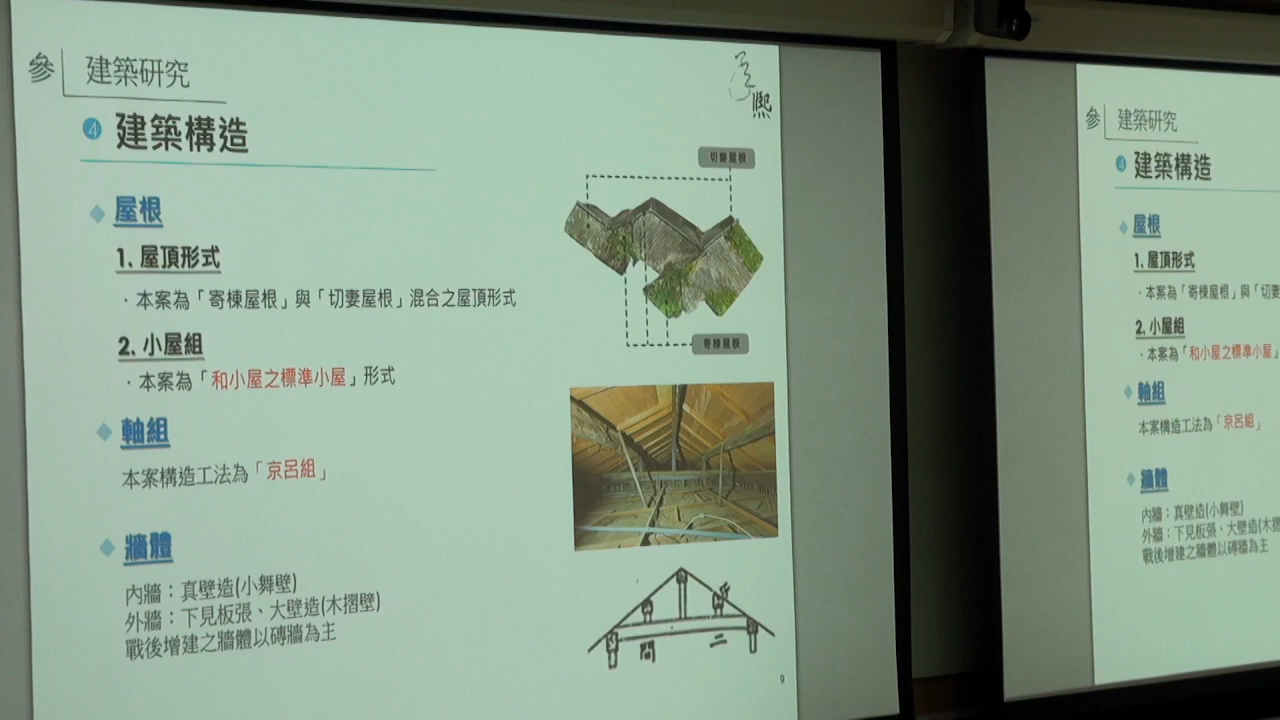 參 建築研究
熙
4 建築構造
切妻屋根
屋根
1. 屋頂形式
・本案為「寄棟屋根」與「切妻屋根」混合之屋頂形式
寄棟屋根
2. 小屋組
・本案為「和小屋之標準小屋」形式
軸組
本案構造工法為「京呂組」
牆體
內牆：真壁造(小舞壁)
外牆：下見板張、大壁造(木摺壁)
戰後增建之牆體以磚牆為主
間 二
9
參 建築研究
4 建築構造
屋根
1. 屋頂形式
・本案為「寄棟屋根」與「切妻
2. 小屋組
・本案為「和小屋之標準小屋」
軸組
本案構造工法為「京呂組」
牆體
內牆：真壁造(小舞壁)
外牆：下見板張、大壁造(木摺
戰後增建之牆體以磚牆為主